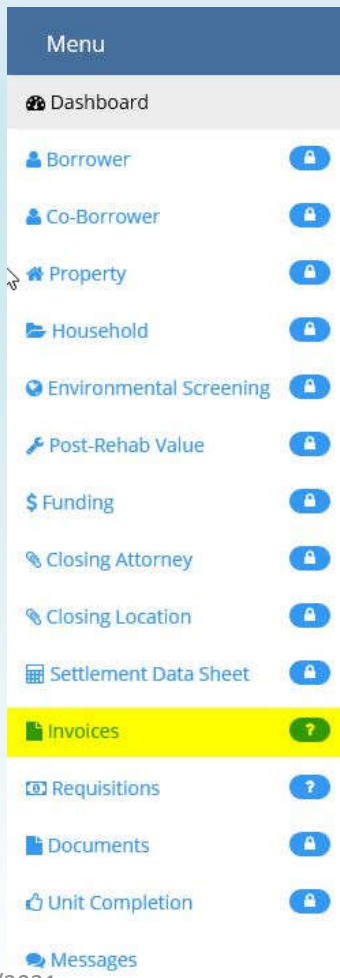 Menu
Dashboard
Borrower
Co-Borrower
Property
Household
Environmental Screening
Post-Rehab Value
$ Funding
Closing Attorney
Closing Location
Settlement Data Sheet
Invoices ?
Requisitions ?
Documents
Unit Completion
Messages